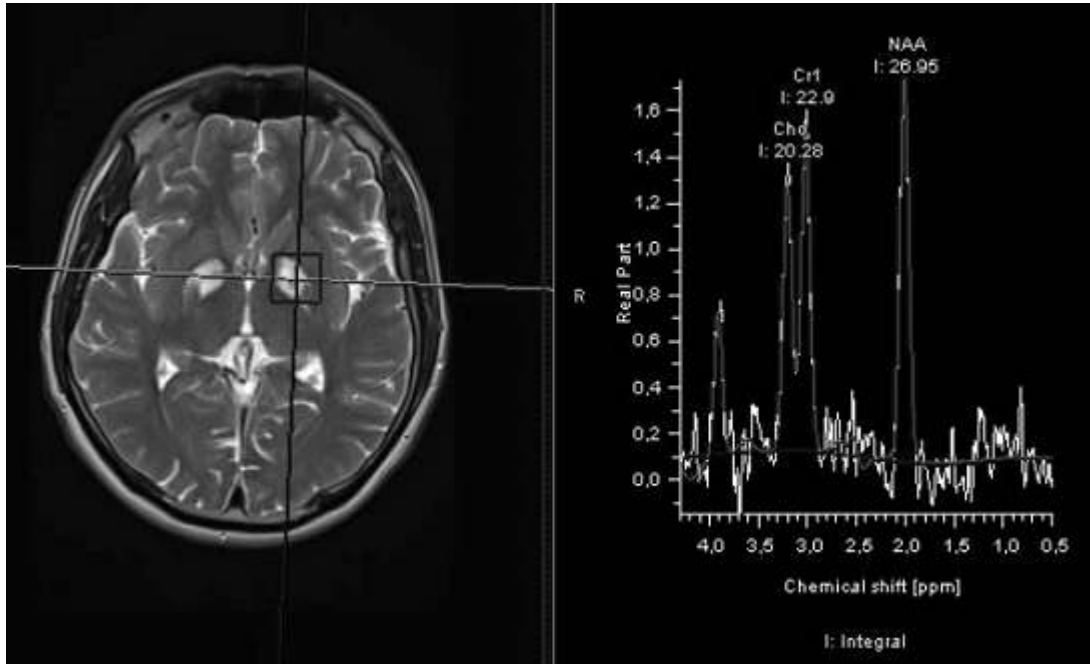 NAA
I: 26.95
Cr1
I: 22.9
Cho
I: 20.28
1,6
1,4
1,2
1,0
0,8
0,6
0,4
0,2
0,0
Real Part
R
4,0 3,5 3,0 2,5 2,0 1,5 1,0 0,5
Chemical shift [ppm]
I: Integral